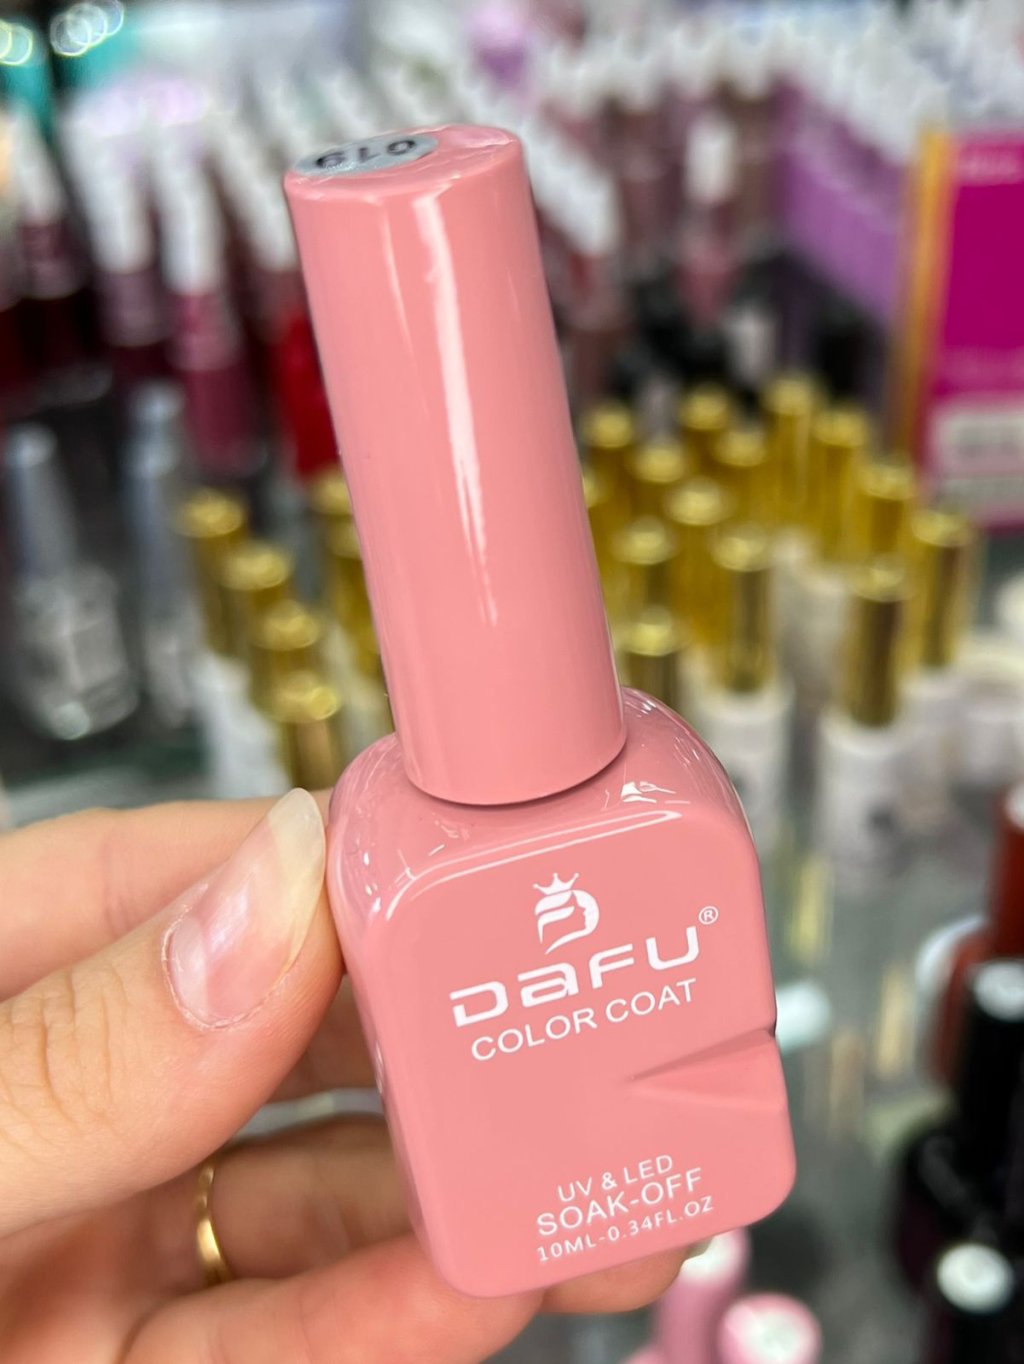 019
DAFU®
COLOR COAT
UV & LED
SOAK-OFF
10ML-0.34FL.OZ